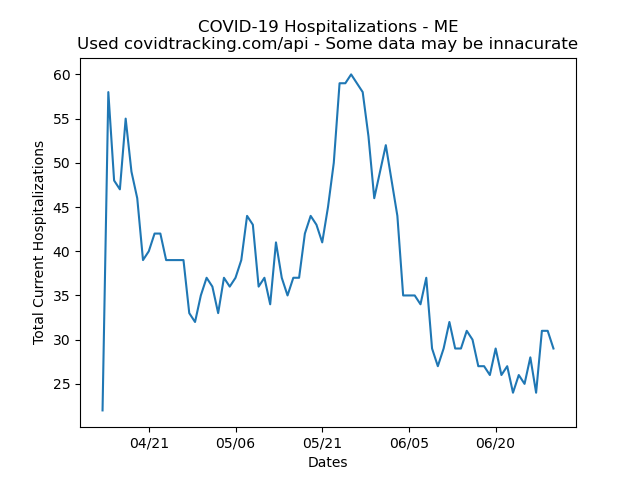 COVID-19 Hospitalizations - ME
Used covidtracking.com/api - Some data may be innacurate
Total Current Hospitalizations
60
55
50
45
40
35
30
25
04/21 05/06 05/21 06/05 06/20
Dates